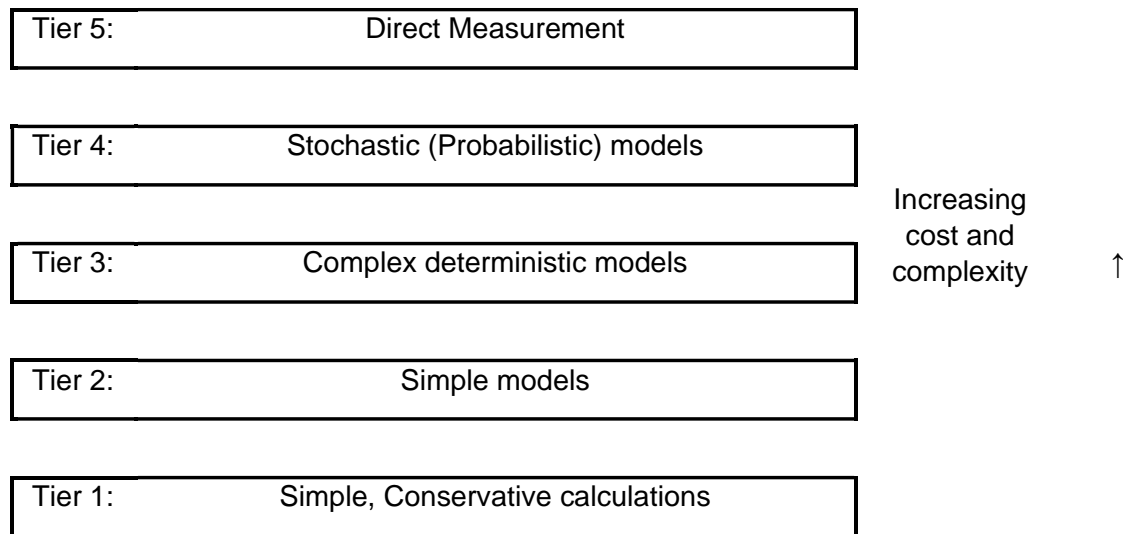 Tier 5: Direct Measurement
Tier 4: Stochastic (Probabilistic) models
Increasing
cost and
complexity ↑
Tier 3: Complex deterministic models
Tier 2: Simple models
Tier 1: Simple, Conservative calculations